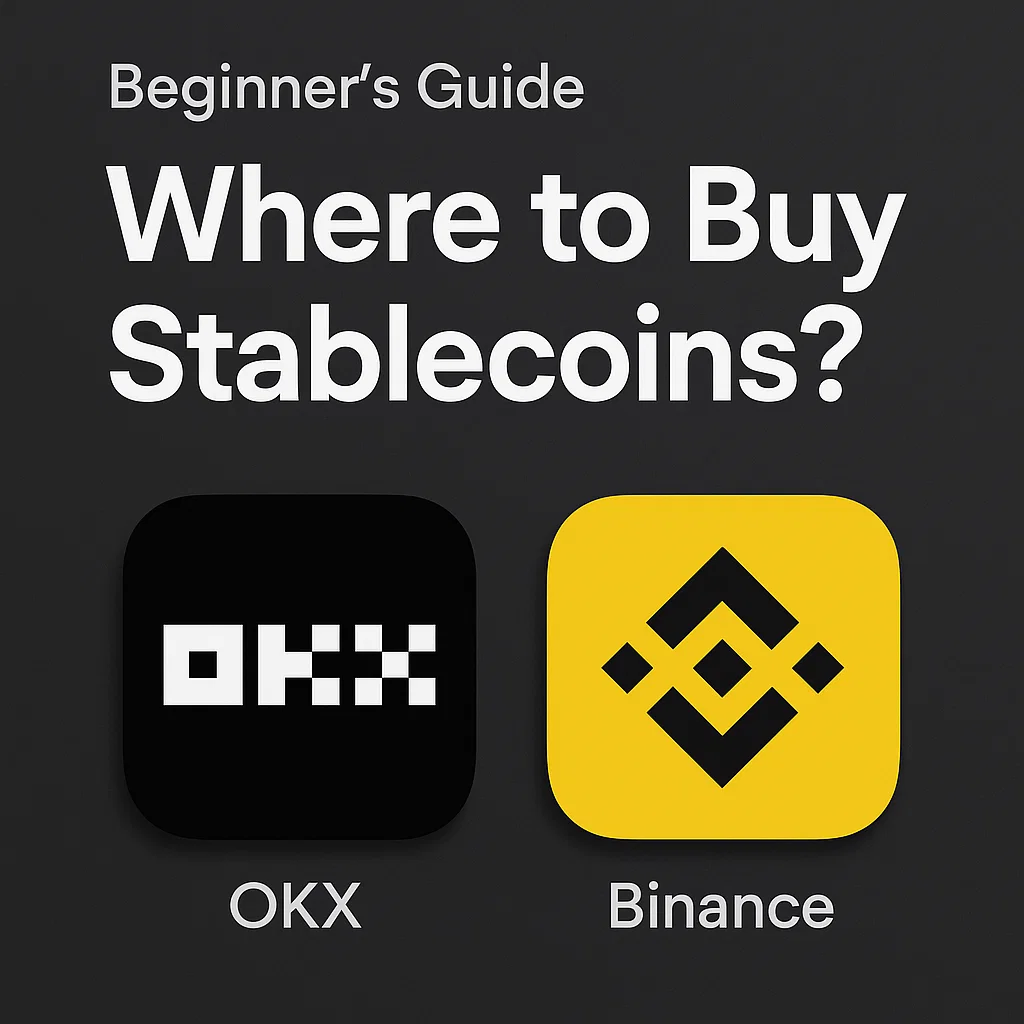 Beginner’s Guide
Where to Buy
Stablecoins?
OKX
OKX
Binance